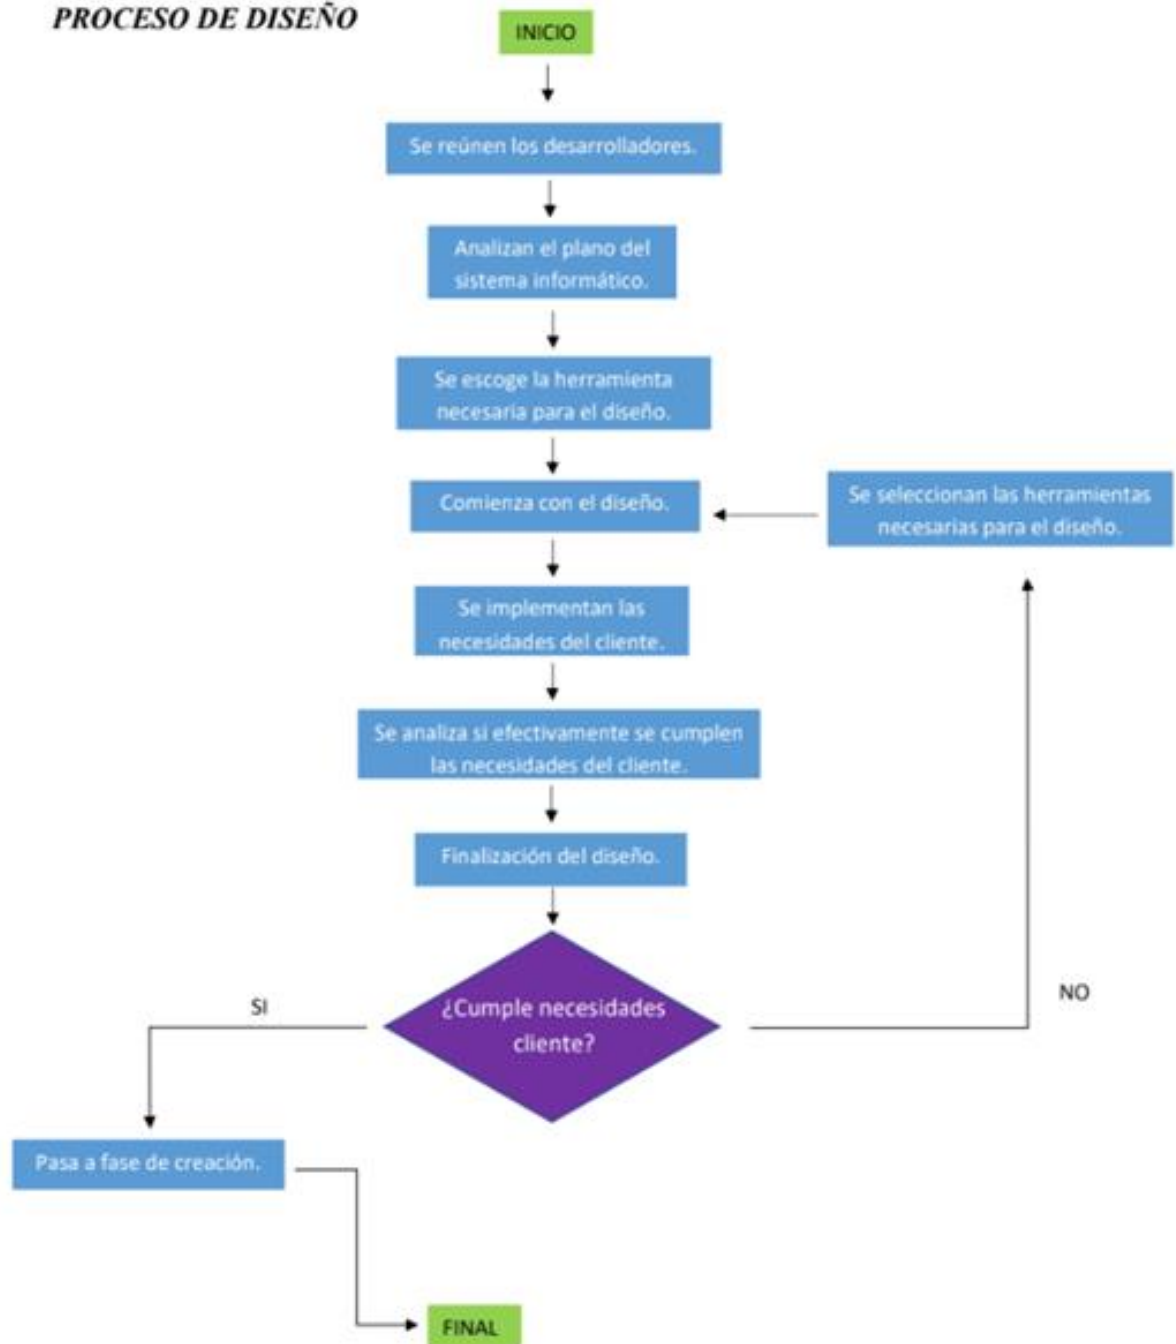 PROCESO DE DISEÑO
INICIO
Se reúnen los desarrolladores.
Analizan el plano del
sistema informático.
Se escoge la herramienta
necesaria para el diseño.
Comienza con el diseño.
Se seleccionan las herramientas
necesarias para el diseño.
Se implementan las
necesidades del cliente.
Se analiza si efectivamente se cumplen
las necesidades del cliente.
Finalización del diseño.
¿Cumple necesidades
cliente?
SI
NO
Pasa a fase de creación.
FINAL